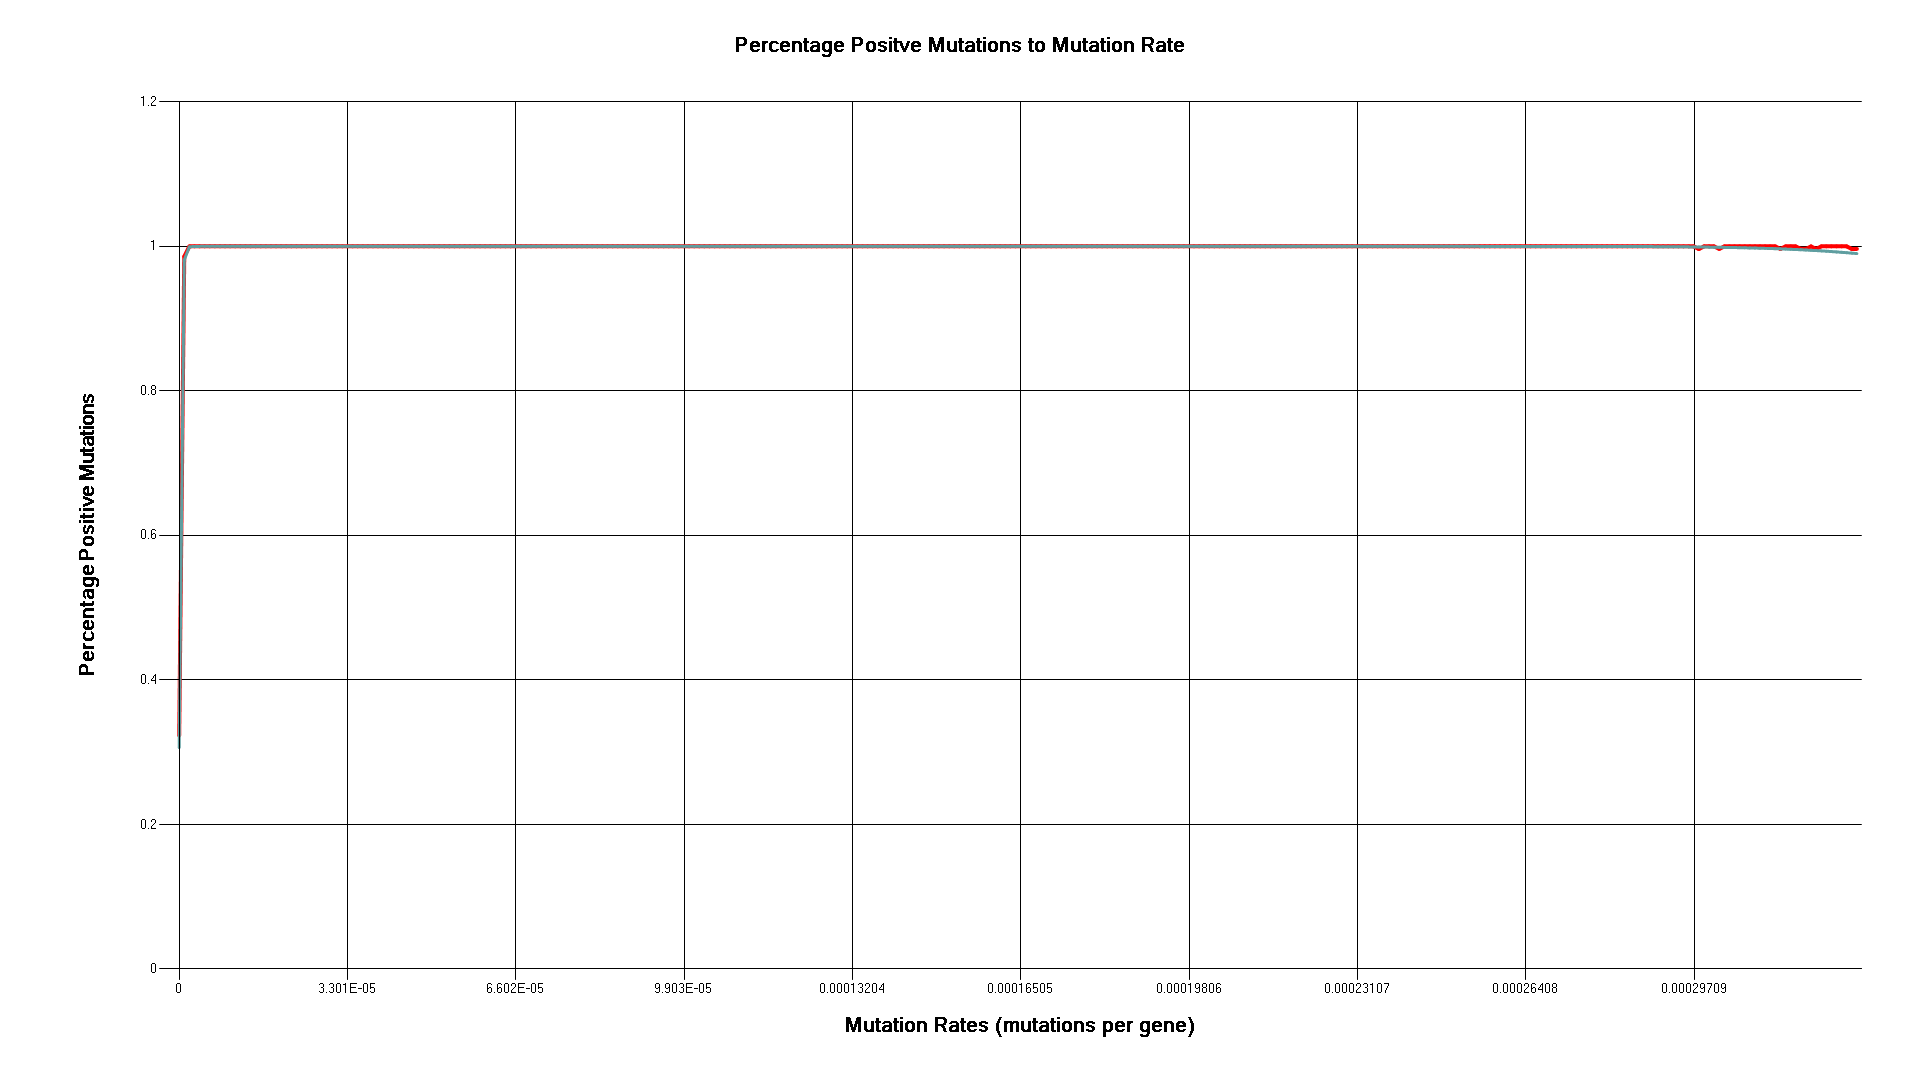 Percentage Positve Mutations to Mutation Rate
1.2
1
0.8
0.6
0.4
0.2
0
Percentage Positive Mutations
0 3.301E-05 6.602E-05 9.903E-05 0.00013204 0.00016505 0.00019806 0.00023107 0.00026408 0.00029709
Mutation Rates (mutations per gene)